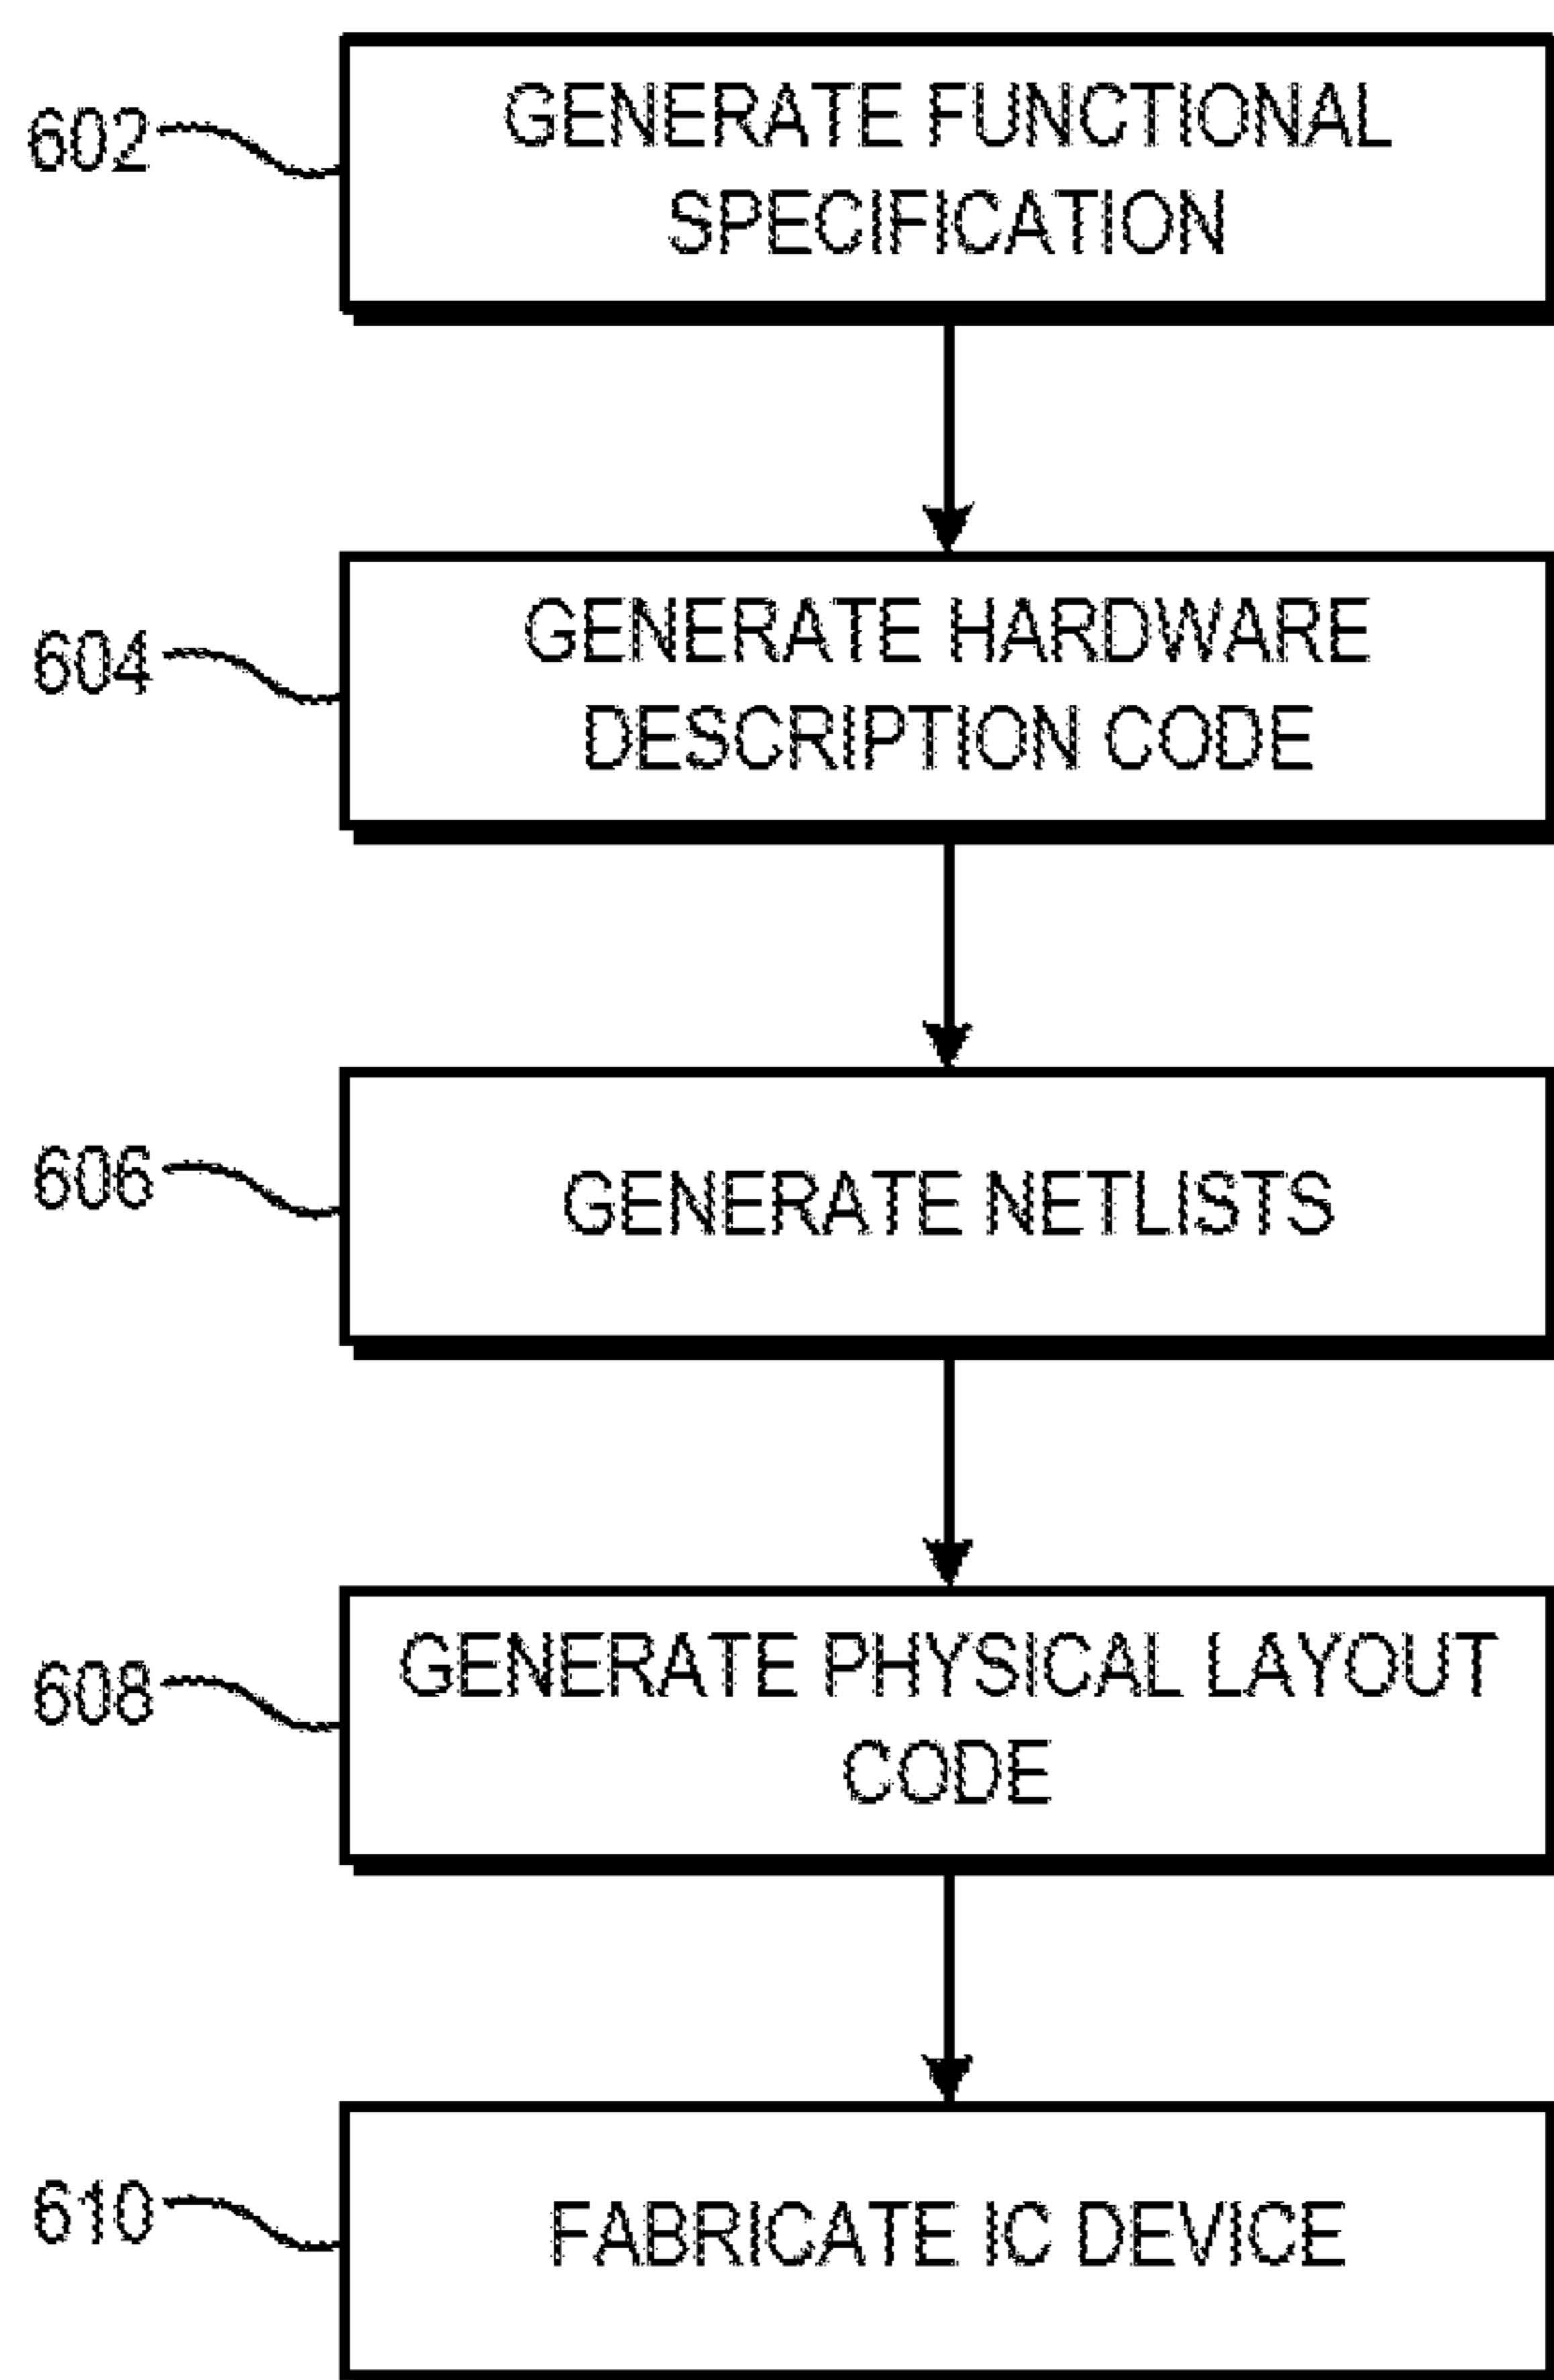 602
GENERATE FUNCTIONAL
SPECIFICATION
604
GENERATE HARDWARE
DESCRIPTION CODE
606
GENERATE NETLISTS
608
GENERATE PHYSICAL LAYOUT
CODE
610
FABRICATE IC DEVICE